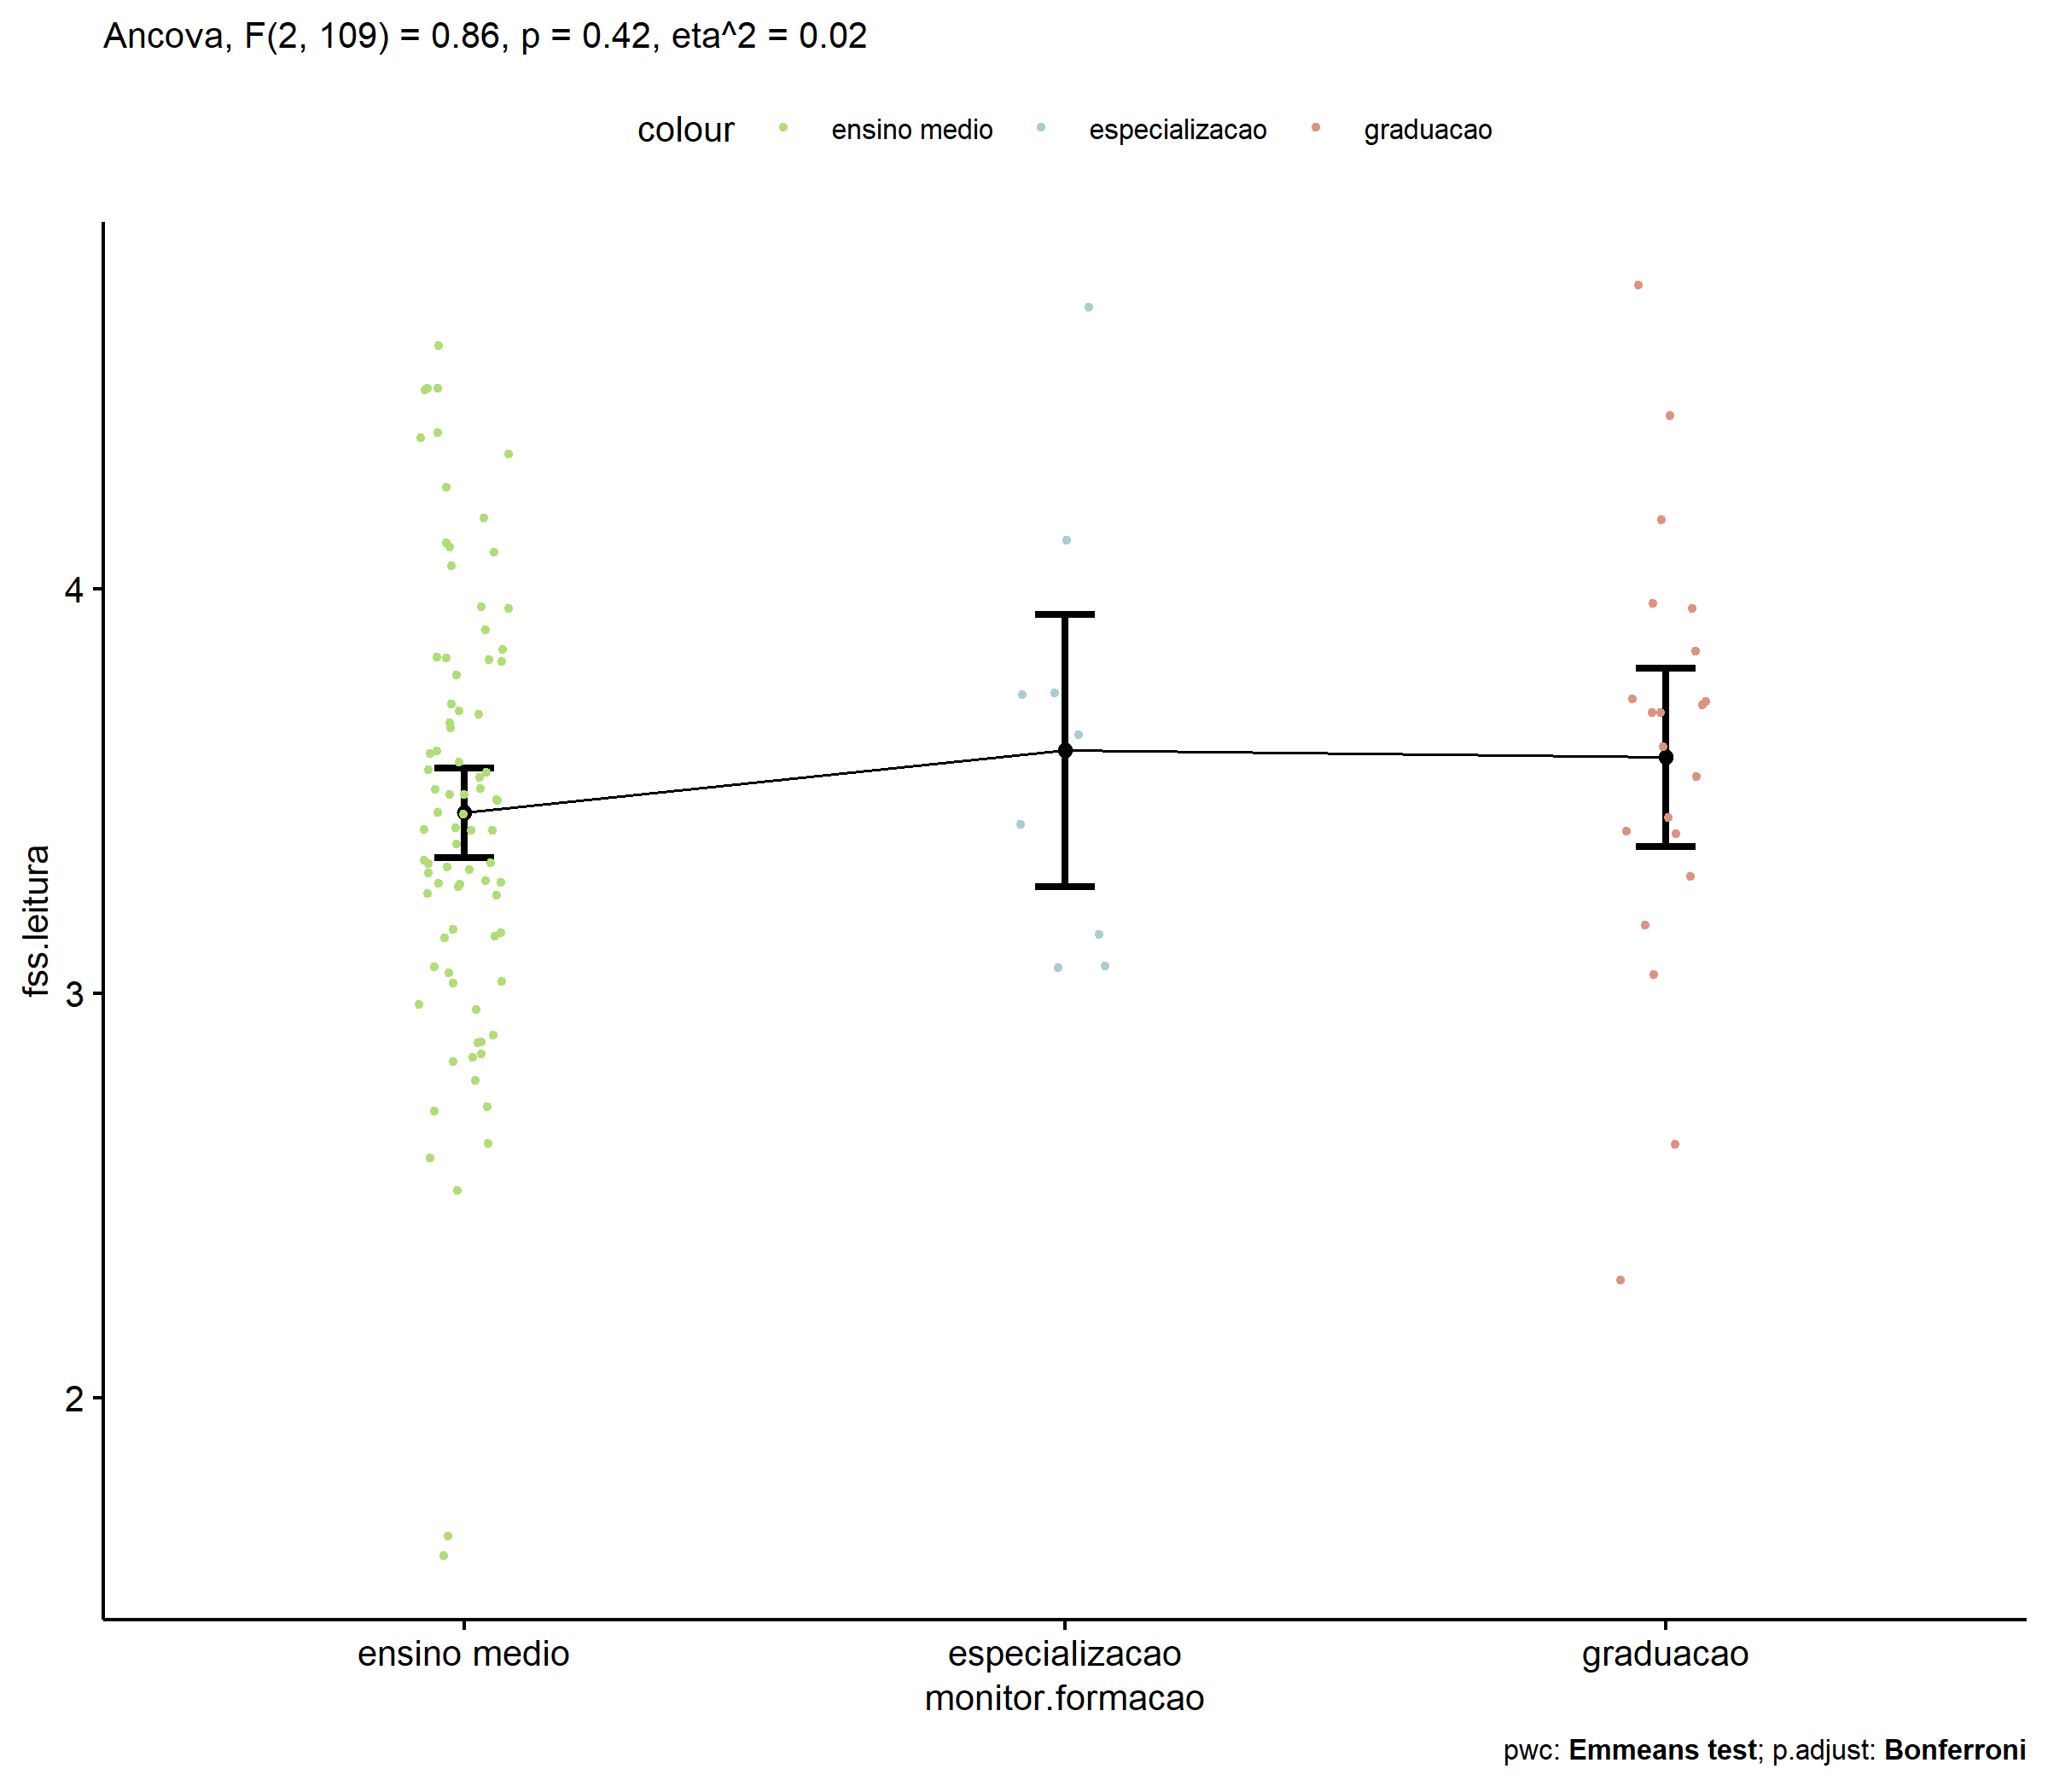 Ancova, F(2, 109) = 0.86, p = 0.42, eta^2 = 0.02
colour ensino medio especializacao graduacao
fss.leitura
4
3
2
ensino medio especializacao graduacao
monitor.formacao
pwc: Emmeans test; p.adjust: Bonferroni